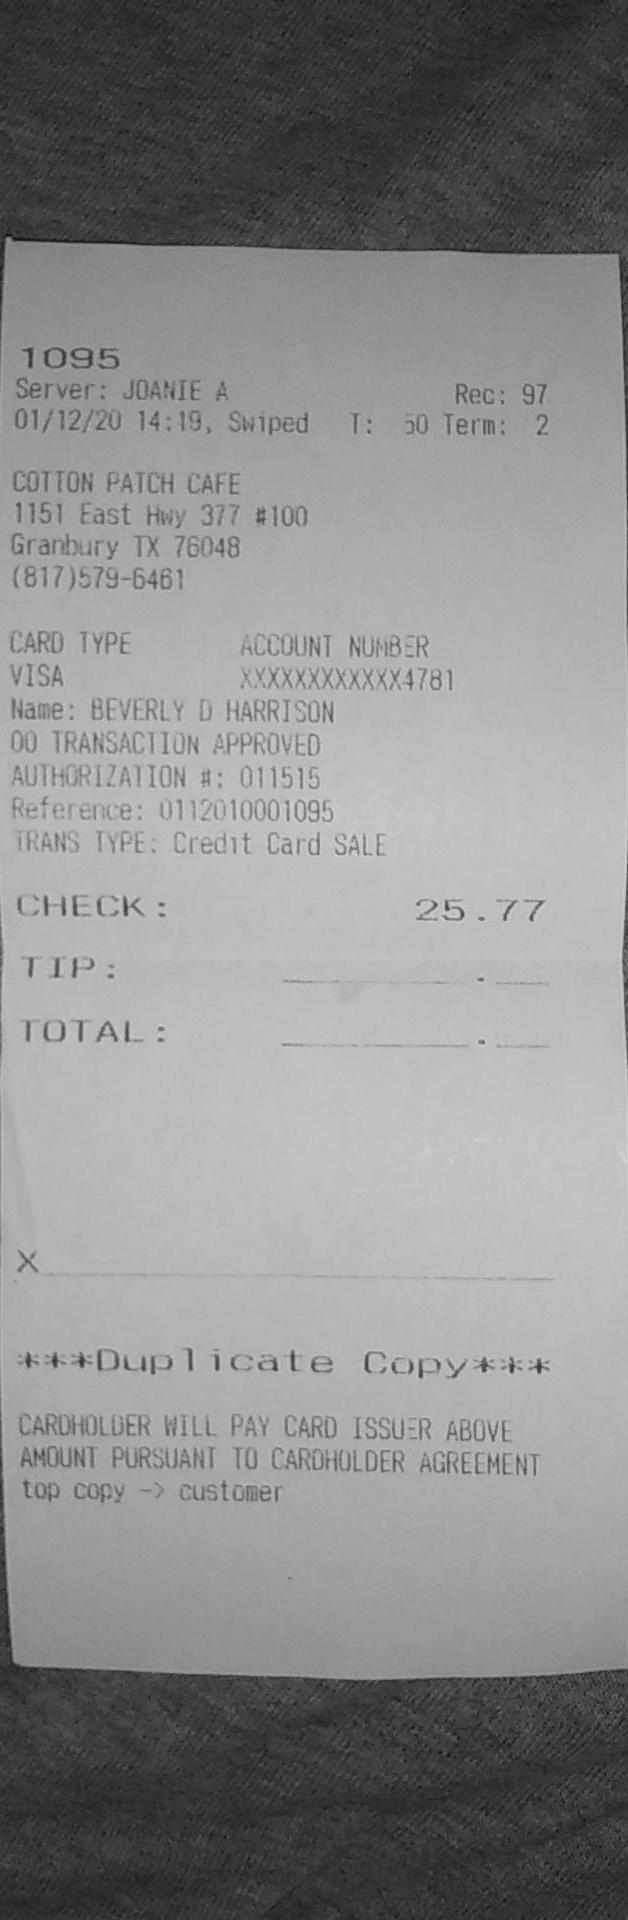 1095
Server: JOANIE A Rec: 97
01/12/20 14:19, Swiped T: 50 Term: 2
COTTON PATCH CAFE
1151 East Hwy 377 #100
Granbury TX 76048
(817)579-6461
CARD TYPE ACCOUNT NUMBER
VISA XXXXXXXXXXXX4781
Name: BEVERLY D HARRISON
00 TRANSACTION APPROVED
AUTHORIZATION #: 011515
Reference: 0112010001095
TRANS TYPE: Credit Card SALE
CHECK: 25.77
TIP: ________.___
TOTAL: ________.___
X____________________
***Duplicate Copy***
CARDHOLDER WILL PAY CARD ISSUER ABOVE
AMOUNT PURSUANT TO CARDHOLDER AGREEMENT
top copy -> customer